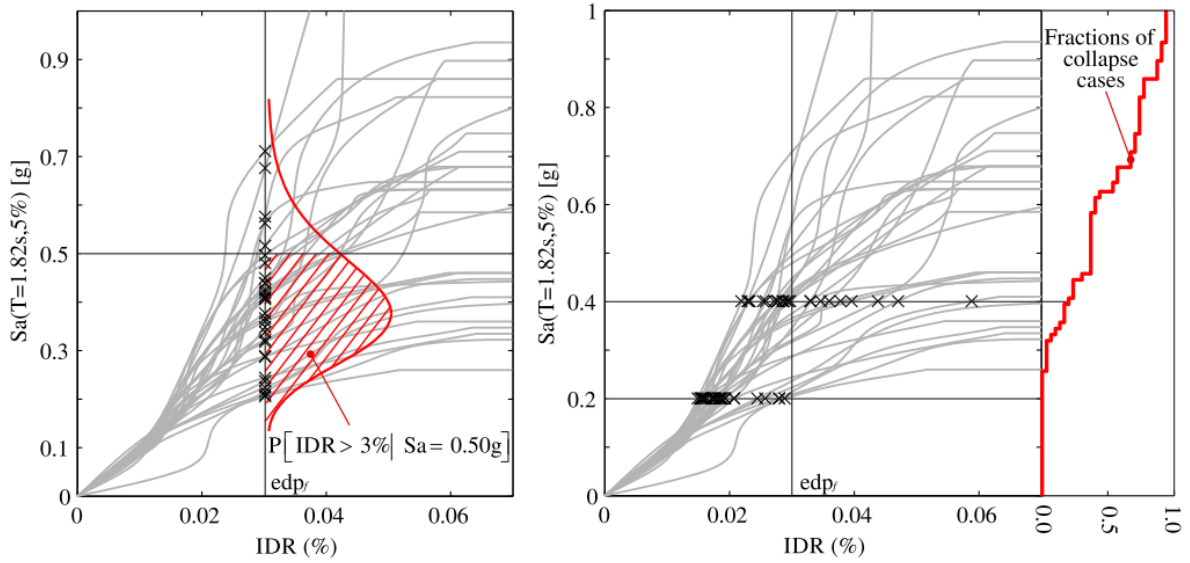 Sa(T=1.82s,5%) [g]
0.9
0.7
0.5
0.3
0.1
0
P[IDR > 3%| Sa = 0.50g]
edpf
0
0.02
0.04
0.06
IDR (%)
Sa(T=1.82s,5%) [g]
1
0.8
0.6
0.4
0.2
0
Fractions of
collapse
cases
edpf
0
0.02
0.04
0.06
IDR (%)
0.0
0.5
1.0